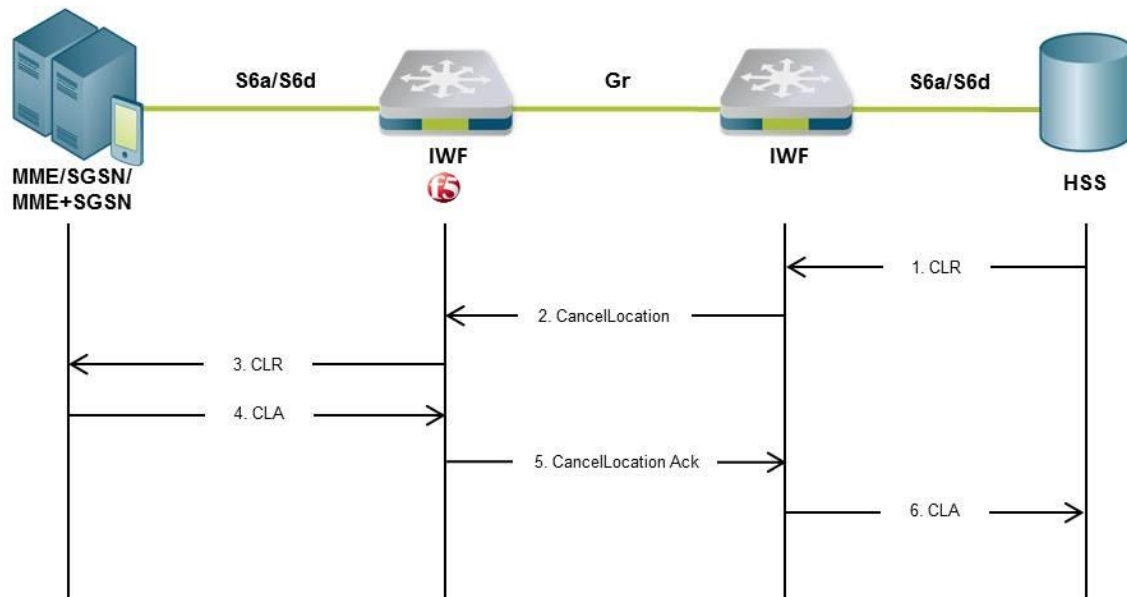 S6a/S6d
Gr
S6a/S6d
MME/SGSN/
MME+SGSN
IWF
f5
IWF
HSS
1. CLR
2. CancelLocation
3. CLR
4. CLA
5. CancelLocation Ack
6. CLA